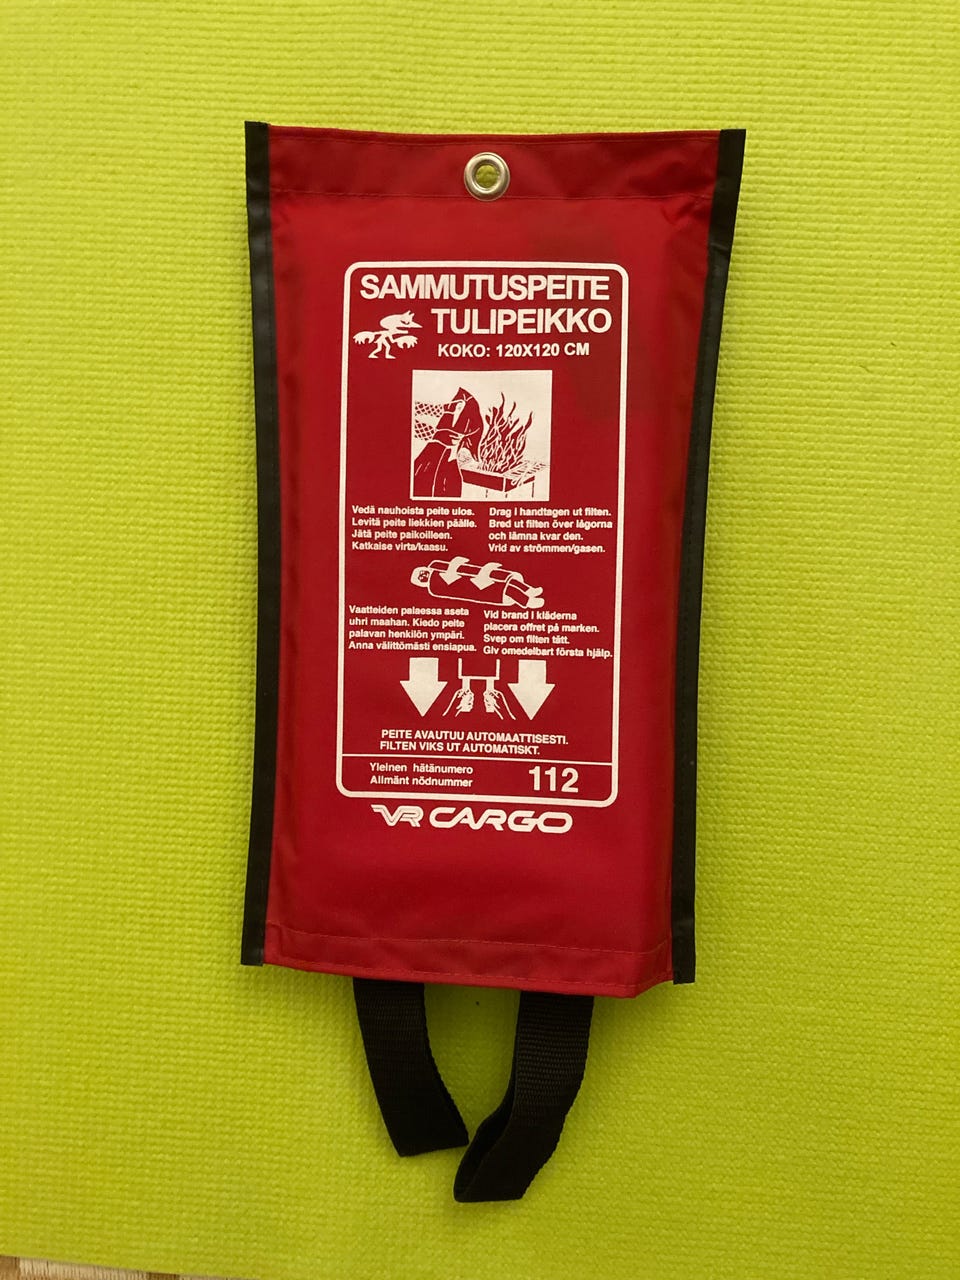 SAMMUTUSPEITE
TULIPEIKKO
KOKO: 120X120 CM
Vedä nauhoista peite ulos.
Levitä peite liekkien päälle.
Jätä peite paikoilleen.
Katkaise virta/kaasu.
Drag i handtagen ut filten.
Bred ut filten över lågorna
och lämna kvar den.
Vrid av strömmen/gasen.
Vaatteiden palaessa aseta
uhri maahan. Kiedo peite
palavan henkilön ympäri.
Anna välittömästi ensiapua.
Vid brand i kläderna
placera offret på marken.
Svep om filten tätt.
Giv omedelbart första hjälp.
PEITE AVAUTUU AUTOMAATTISESTI.
FILTEN VIKS UT AUTOMATISKT.
Yleinen hätänumero
Allmänt nödnummer
112
VR CARGO